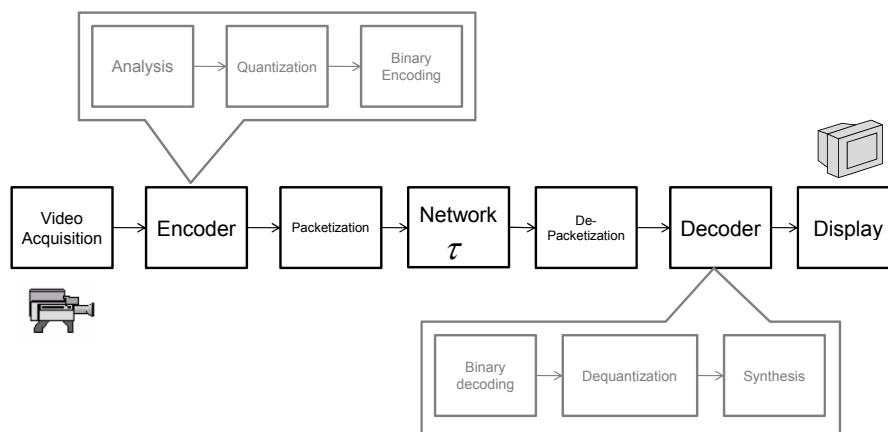 Analysis
Quantization
Binary
Encoding
Video
Acquisition
Encoder
Packetization
Network
τ
De-
Packetization
Decoder
Display
Binary
decoding
Dequantization
Synthesis